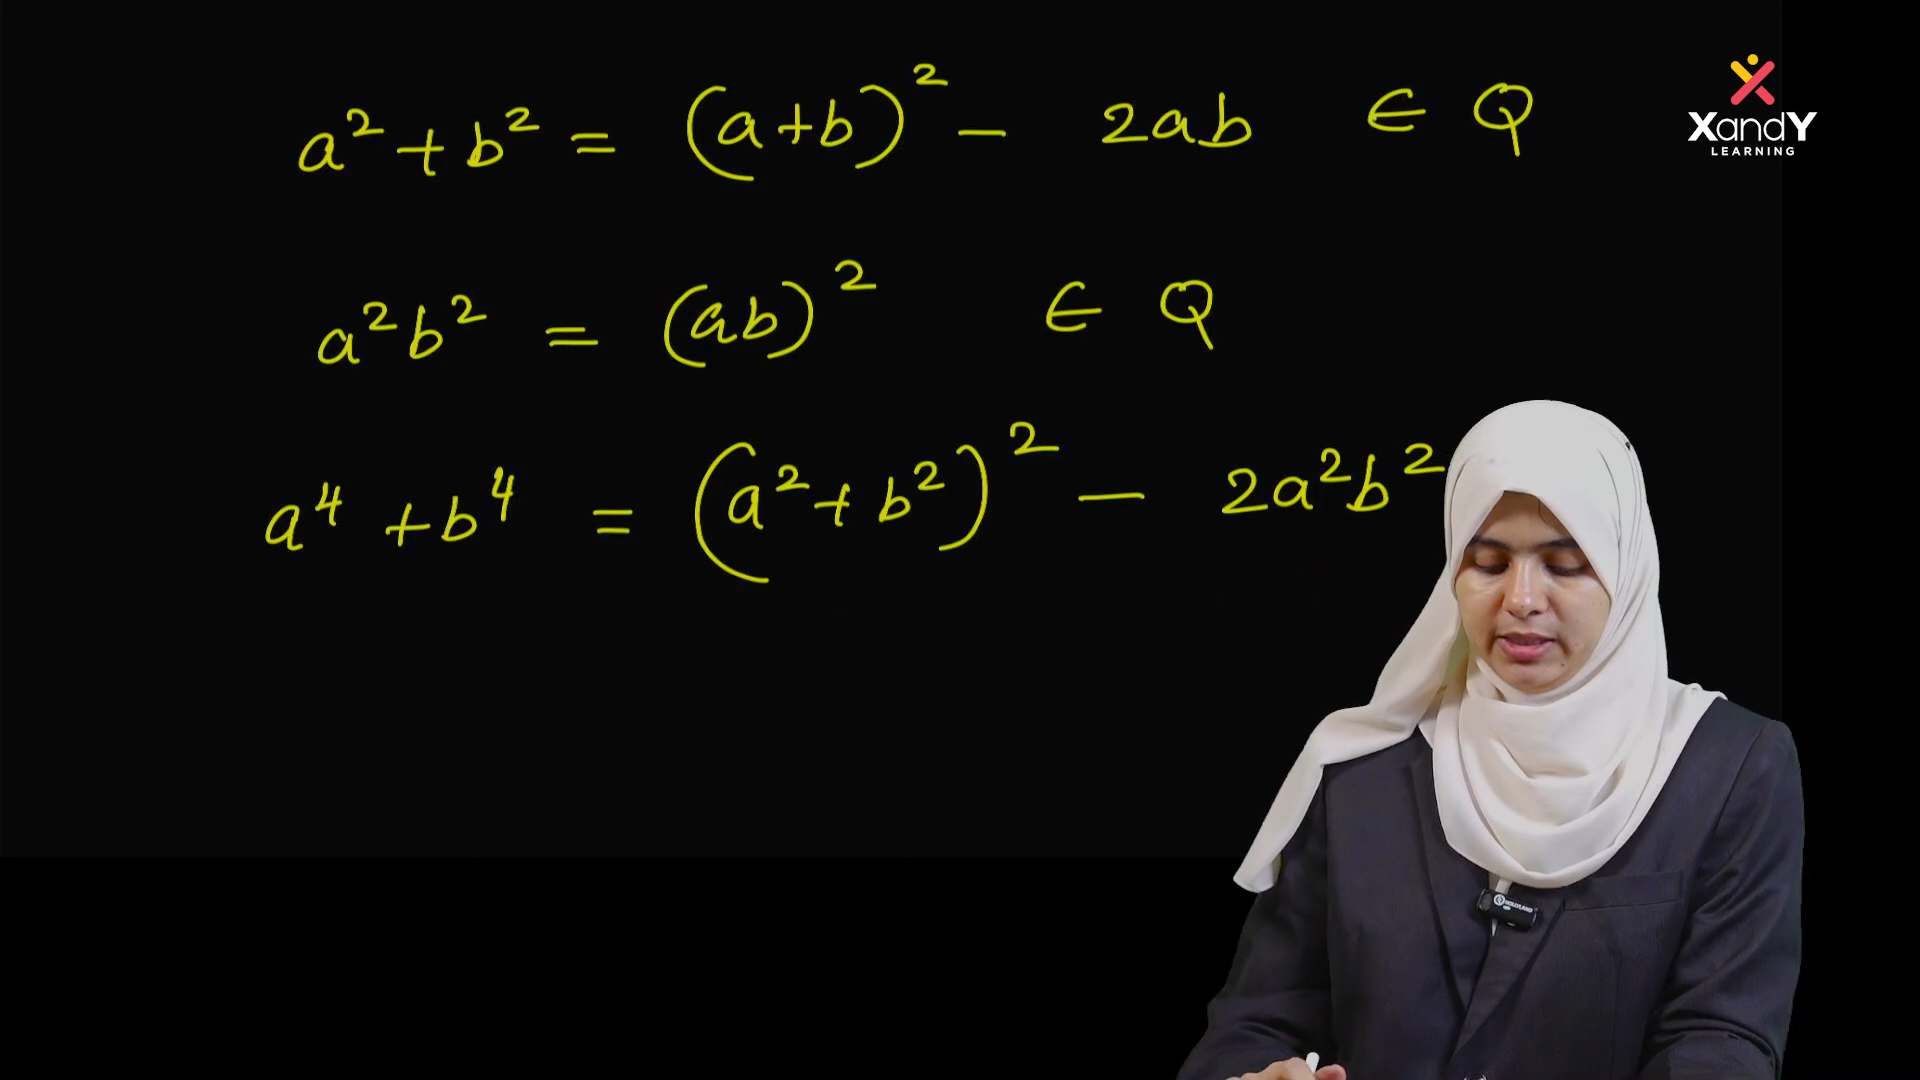 a² + b² = (a+b)² - 2ab ∈ Q
XandY
LEARNING
a²b² = (ab)² ∈ Q
a⁴ + b⁴ = (a² + b²)² - 2a²b²